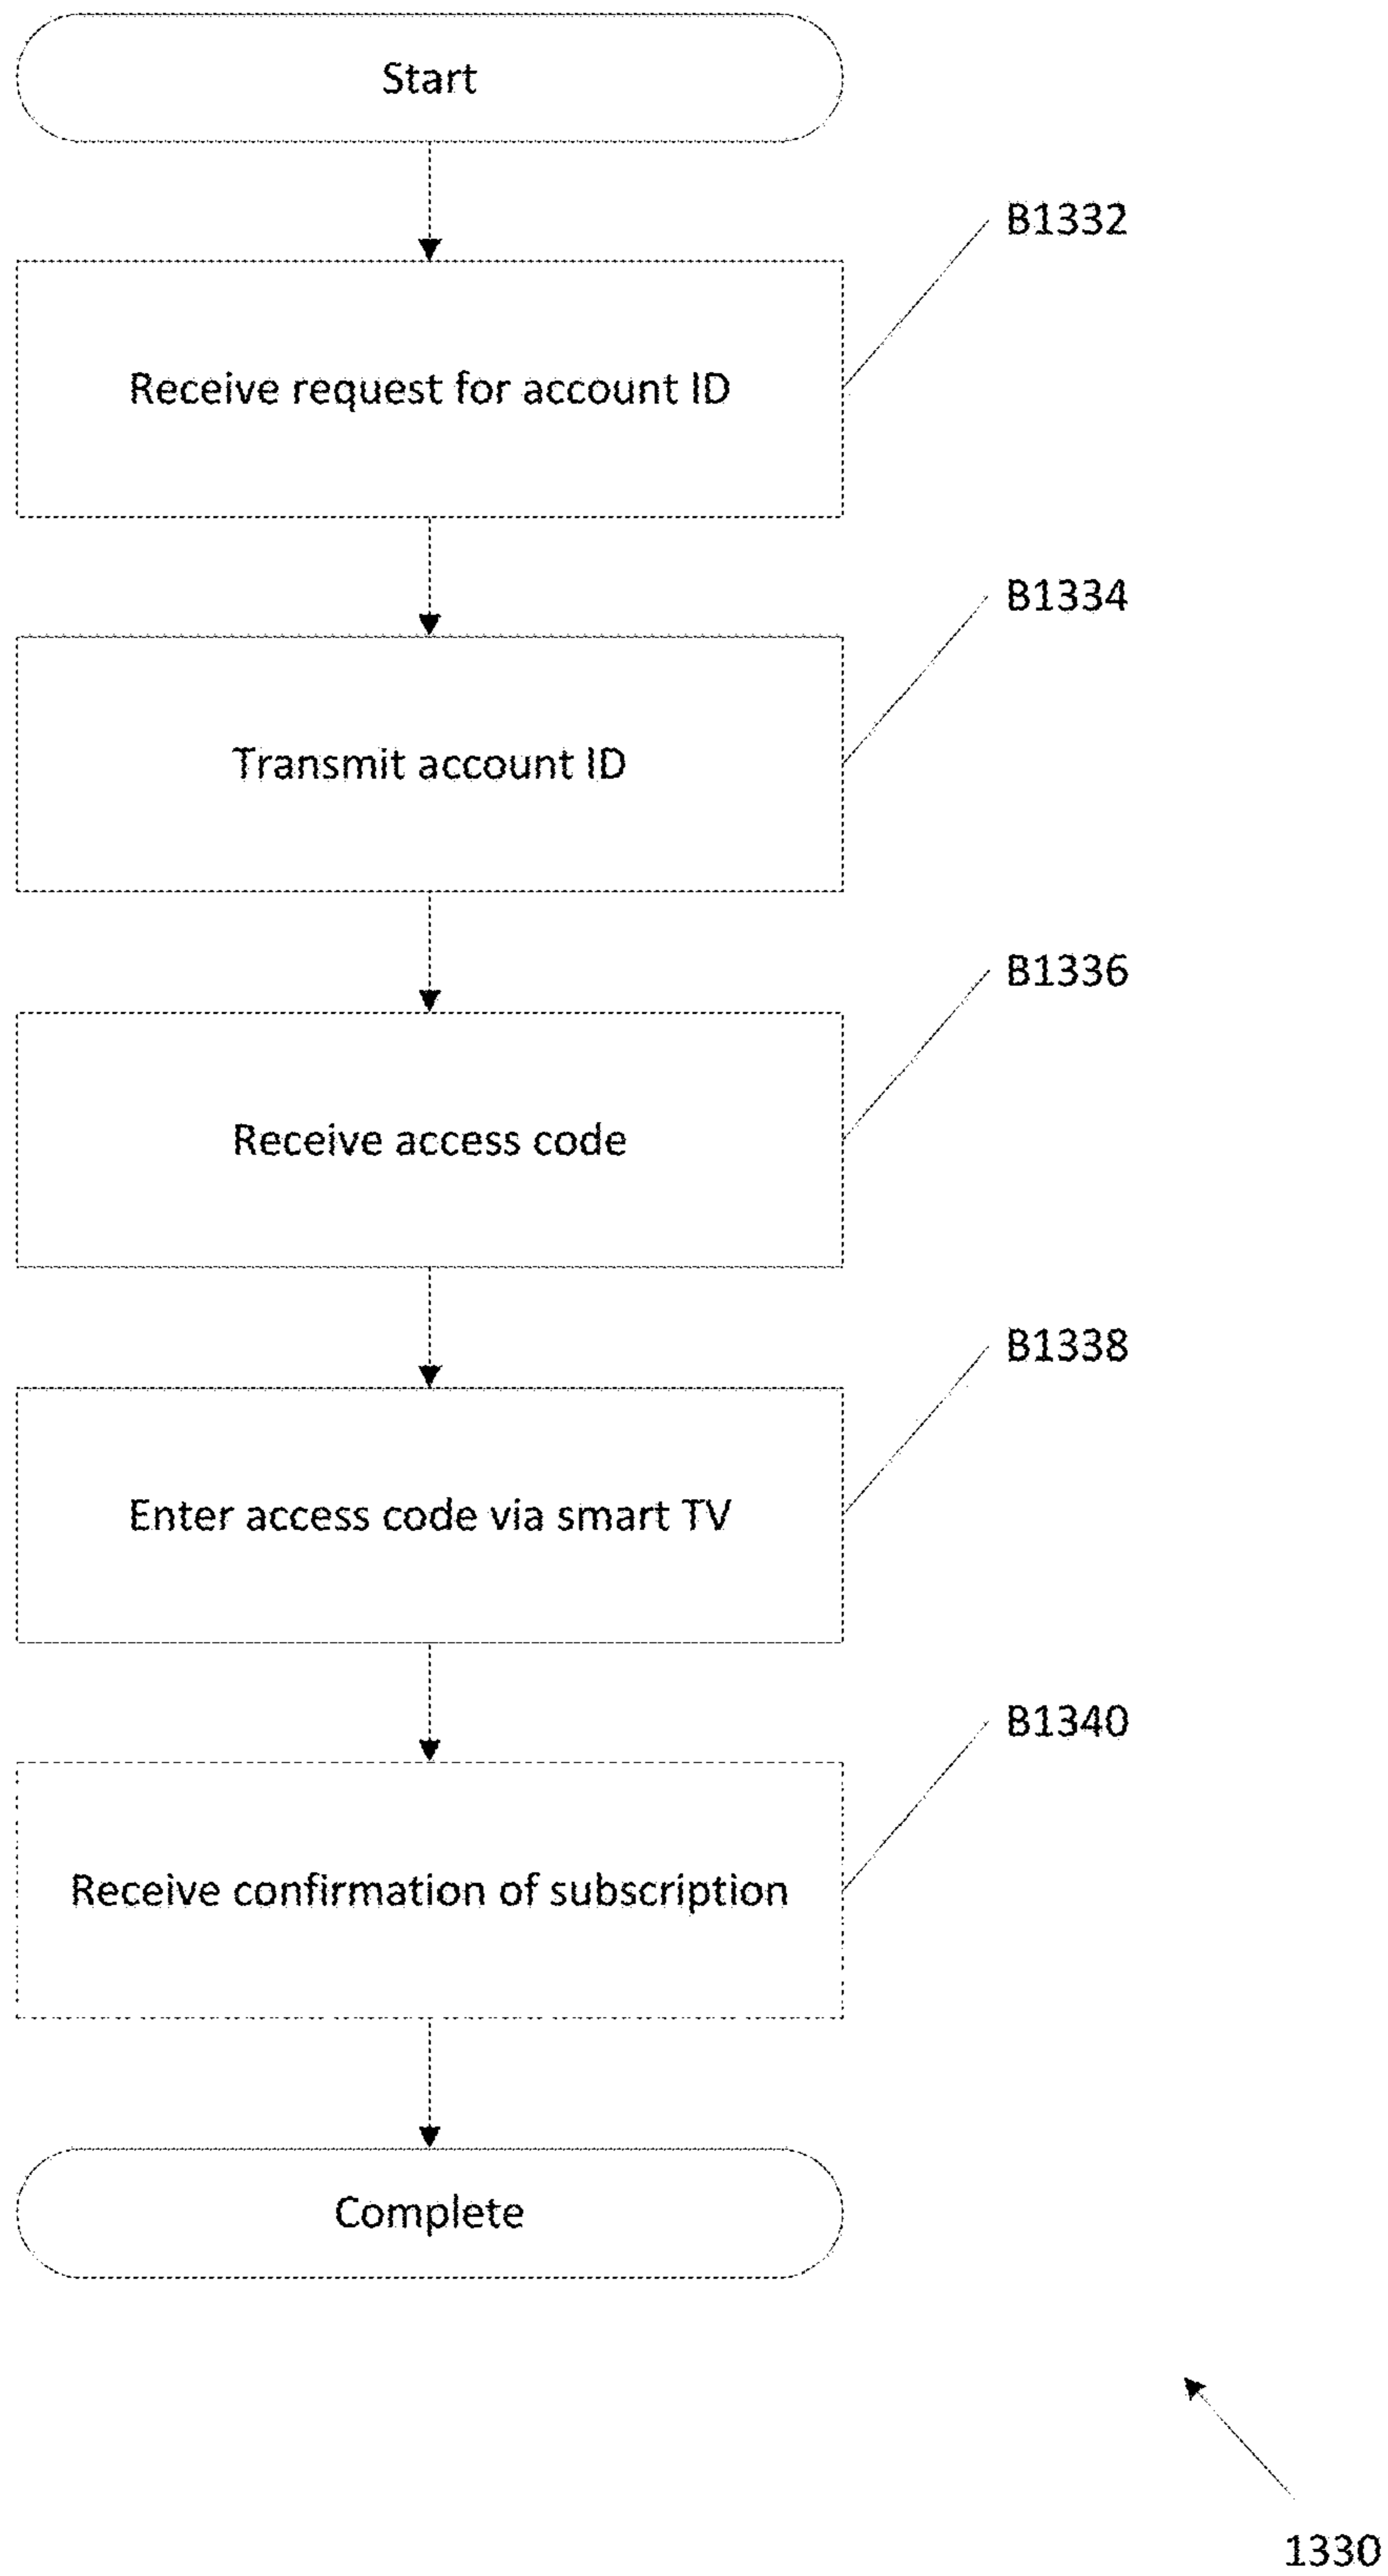 Start
B1332
Receive request for account ID
B1334
Transmit account ID
B1336
Receive access code
B1338
Enter access code via smart TV
B1340
Receive confirmation of subscription
Complete
1330